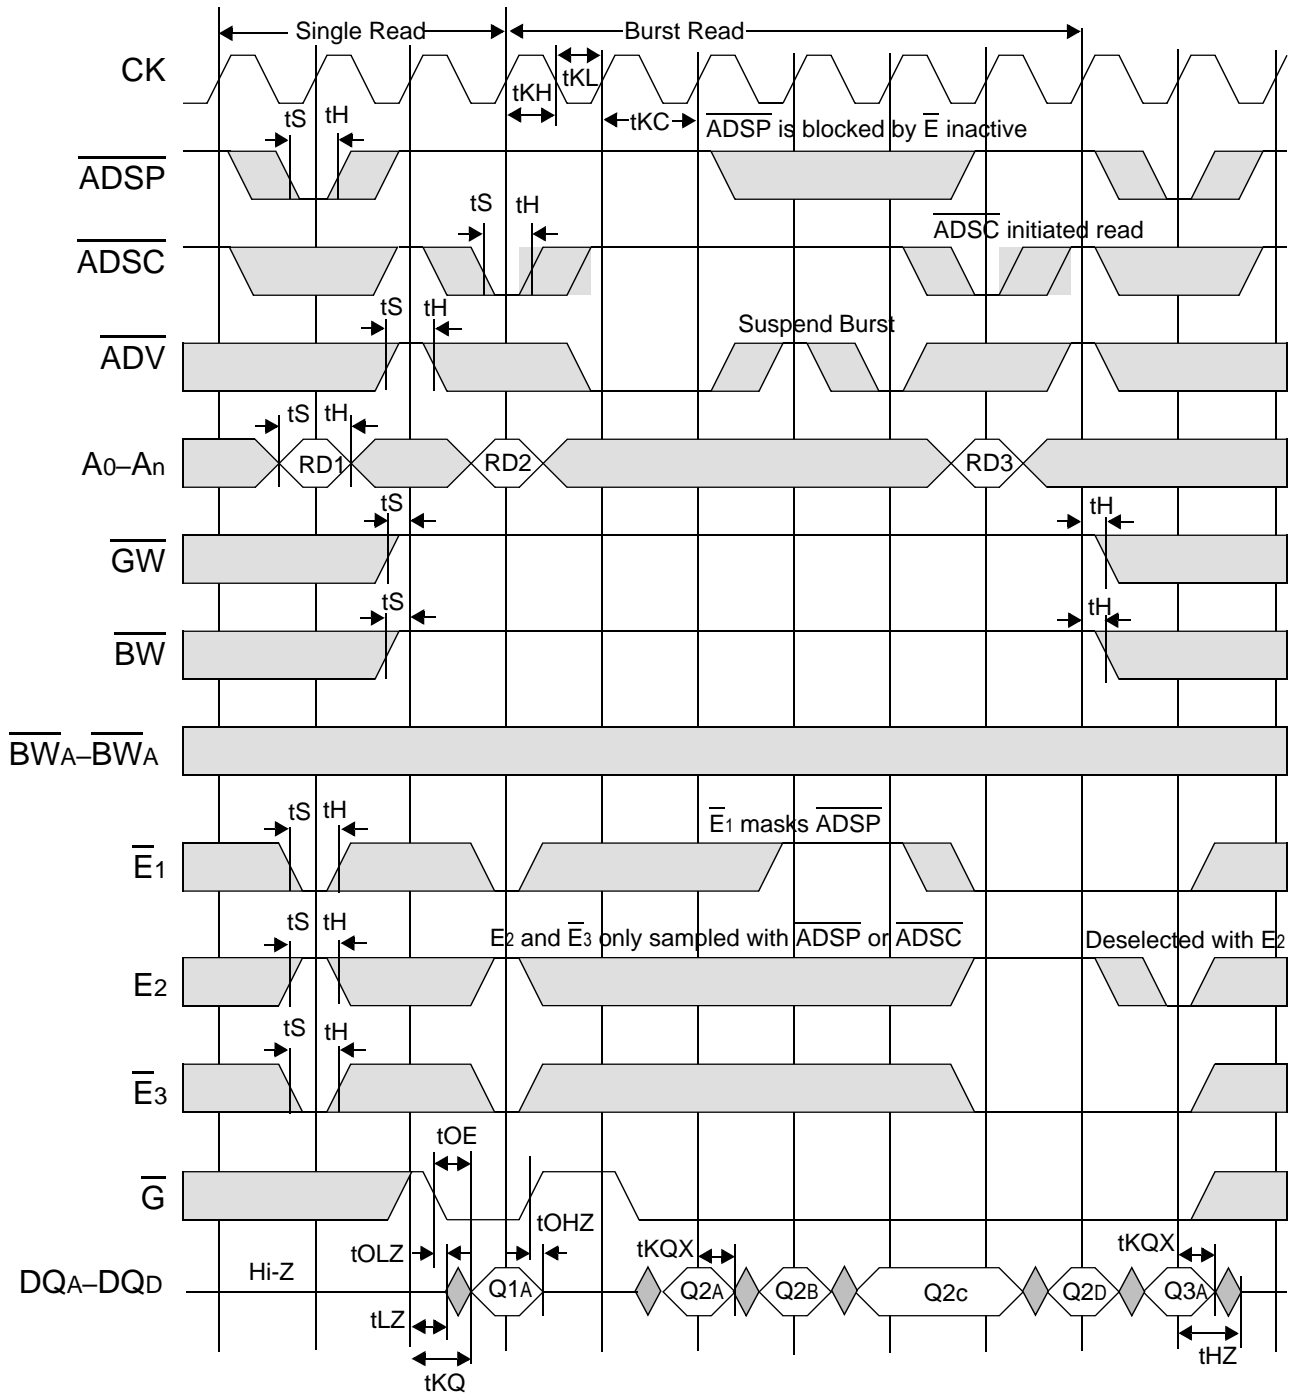 Single Read
Burst Read
CK
tKH
tKL
tKC
ADSP is blocked by E inactive
tS
tH
ADSP
tS
tH
ADSC initiated read
ADSC
tS
tH
Suspend Burst
ADV
tS
tH
A0–An
RD1
RD2
RD3
tS
tH
GW
tS
tH
BW
BWA–BWA
tS
tH
E1 masks ADSP
E1
tS
tH
E2 and E3 only sampled with ADSP or ADSC
Deselected with E2
E2
tS
tH
E3
tOE
G
tOHZ
tOLZ
tKQX
tKQX
DQA–DQD
Hi-Z
Q1A
Q2A
Q2B
Q2c
Q2D
Q3A
tLZ
tHZ
tKQ